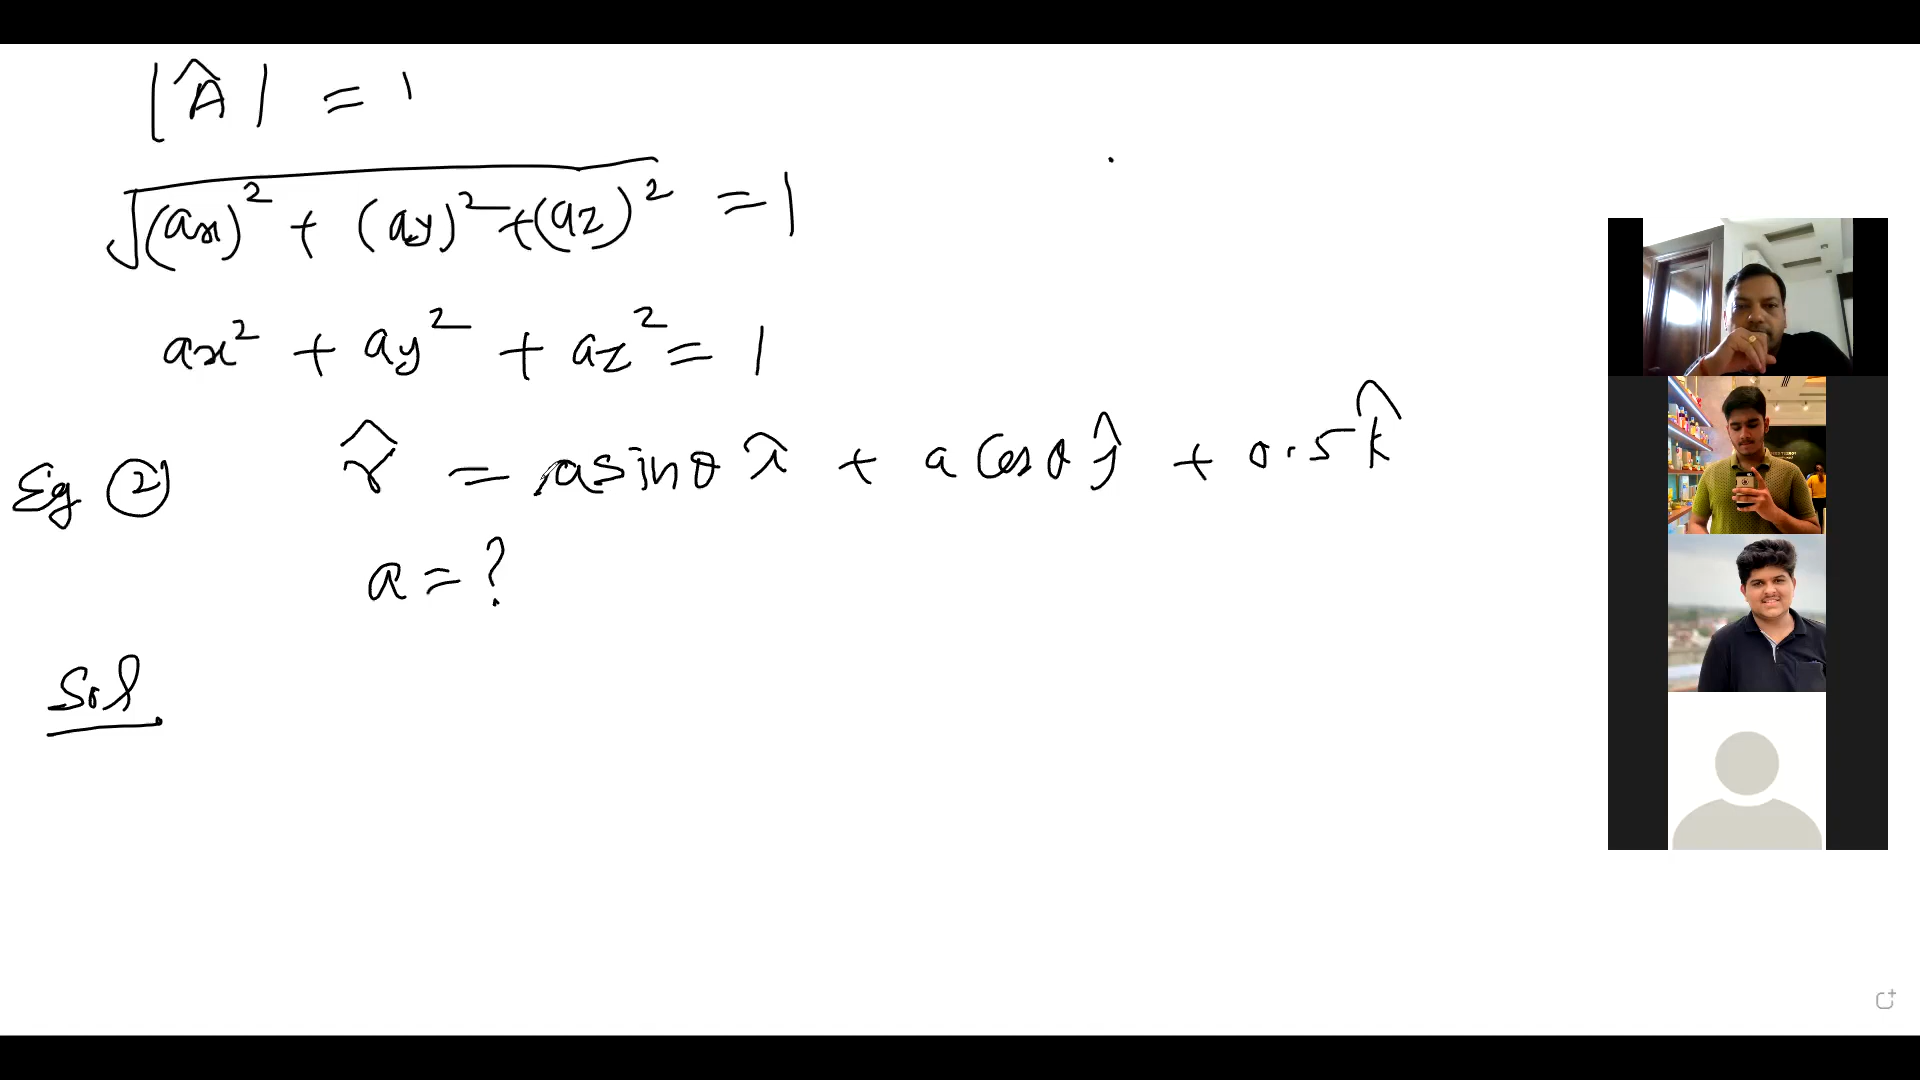 |Â| = 1
√(ax)² + (ay)² + (az)² = 1
ax² + ay² + az² = 1
Eg ② r̂ = a sinθ î + a Cosθ ĵ + 0.5 k̂
a = ?
Sol